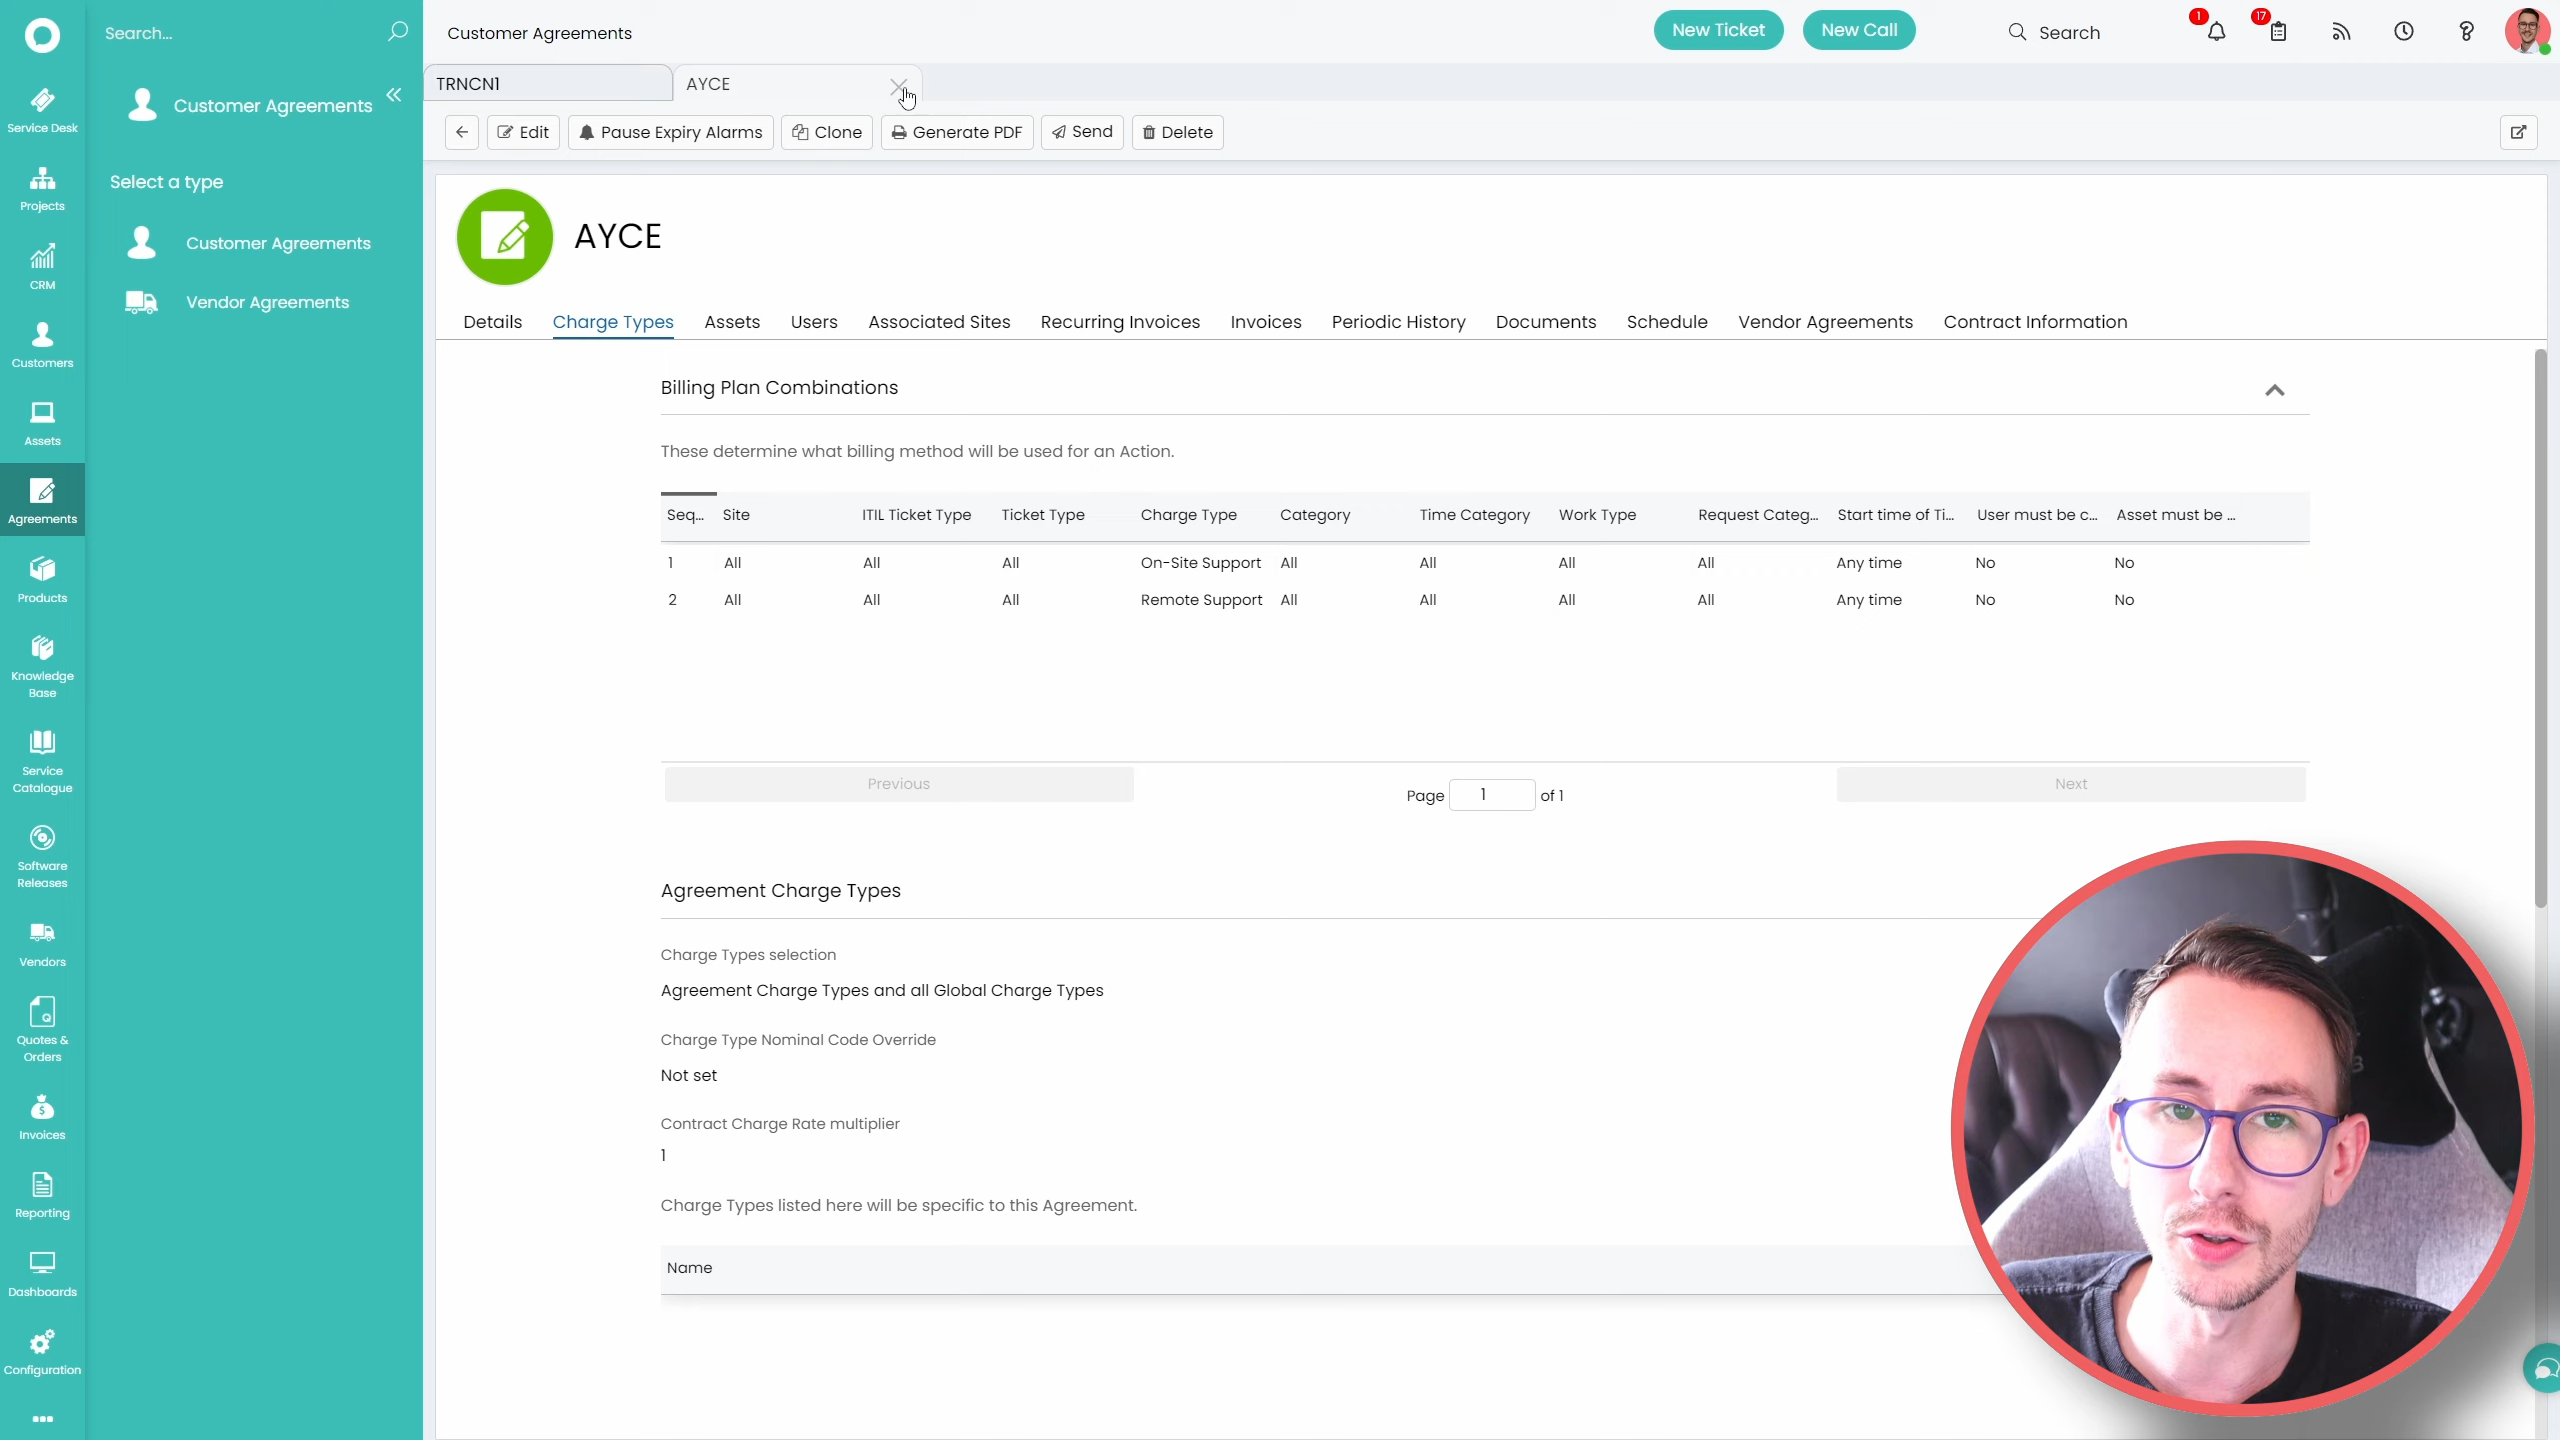 Search...
Customer Agreements
New Ticket
New Call
Search
1
17
TRNCN1
AYCE
Edit
Pause Expiry Alarms
Clone
Generate PDF
Send
Delete
Service Desk
Projects
CRM
Customers
Assets
Agreements
Products
Knowledge
Base
Service
Catalogue
Software
Releases
Vendors
Quotes &
Orders
Invoices
Reporting
Dashboards
Configuration
Customer Agreements
Select a type
Customer Agreements
Vendor Agreements
AYCE
Details Charge Types Assets Users Associated Sites Recurring Invoices Invoices Periodic History Documents Schedule Vendor Agreements Contract Information
Billing Plan Combinations
These determine what billing method will be used for an Action.
Seq... Site ITIL Ticket Type Ticket Type Charge Type Category Time Category Work Type Request Categ... Start time of Ti... User must be c... Asset must be ...
1 All All All On-Site Support All All All All Any time No No
2 All All All Remote Support All All All All Any time No No
Previous
Page 1 of 1
Next
Agreement Charge Types
Charge Types selection
Agreement Charge Types and all Global Charge Types
Charge Type Nominal Code Override
Not set
Contract Charge Rate multiplier
1
Charge Types listed here will be specific to this Agreement.
Name